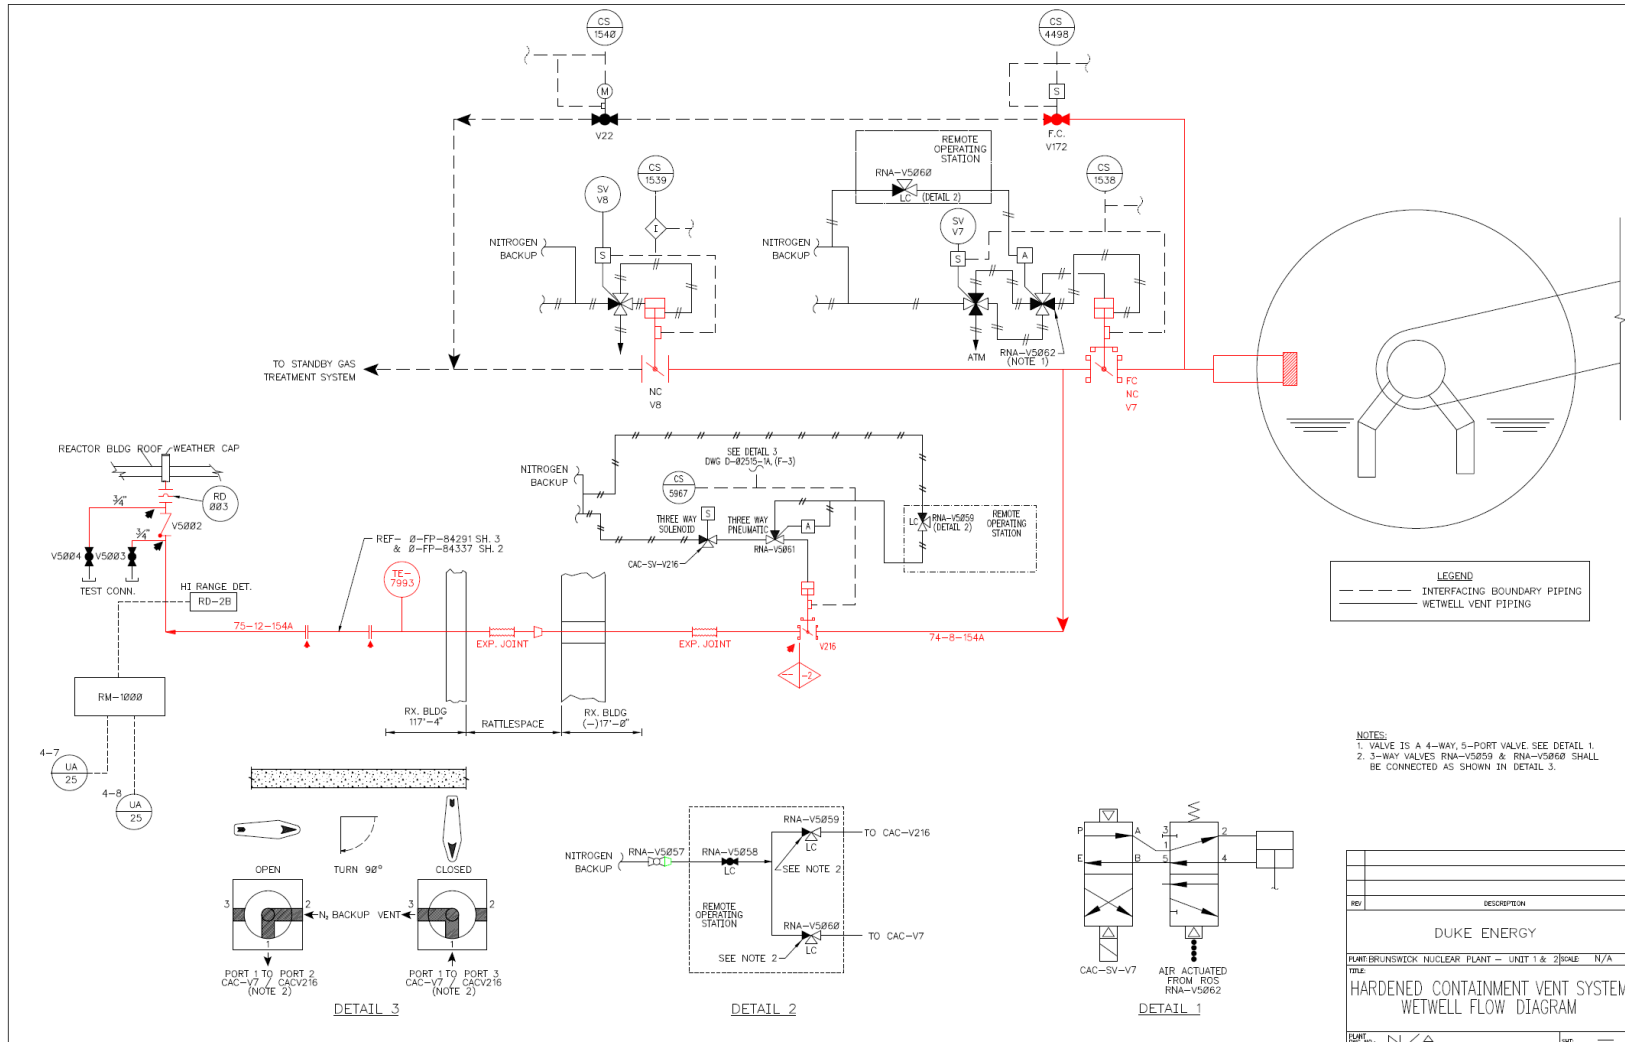 CS
1540
CS
4498
M
S
V22
F.C.
V172
REMOTE
OPERATING
STATION
RNA-V5060
LC (DETAIL 2)
CS
1539
CS
1538
SV
V8
SV
V7
I
NITROGEN
BACKUP
S
NITROGEN
BACKUP
S
A
ATM
RNA-V5062
(NOTE 1)
TO STANDBY GAS
TREATMENT SYSTEM
NC
V8
FC
NC
V7
REACTOR BLDG ROOF
WEATHER CAP
RD
003
3/4"
V5002
3/4"
V5004
V5003
TEST CONN.
HI RANGE DET.
RD-2B
REF- 0-FP-84291 SH. 3
& 0-FP-84337 SH. 2
TE-
7993
NITROGEN
BACKUP
SEE DETAIL 3
DWG D-02515-1A, (F-3)
CS
5967
THREE WAY
SOLENOID
S
THREE WAY
PNEUMATIC
A
CAC-SV-V216
RNA-V5061
LC
RNA-V5059
(DETAIL 2)
REMOTE
OPERATING
STATION
75-12-154A
EXP. JOINT
EXP. JOINT
V216
74-8-154A
-2
LEGEND
INTERFACING BOUNDARY PIPING
WETWELL VENT PIPING
RM-1000
RX. BLDG
117'-4"
RATTLESPACE
RX. BLDG
(-)17'-0"
4-7
UA
25
4-8
UA
25
NOTES:
1. VALVE IS A 4-WAY, 5-PORT VALVE. SEE DETAIL 1.
2. 3-WAY VALVES RNA-V5059 & RNA-V5060 SHALL
BE CONNECTED AS SHOWN IN DETAIL 3.
OPEN
TURN 90°
CLOSED
3
2
1
N₂ BACKUP
VENT
3
2
1
PORT 1 TO PORT 2
CAC-V7 / CACV216
(NOTE 2)
PORT 1 TO PORT 3
CAC-V7 / CACV216
(NOTE 2)
DETAIL 3
NITROGEN
BACKUP
RNA-V5057
RNA-V5058
LC
RNA-V5059
LC
TO CAC-V216
SEE NOTE 2
REMOTE
OPERATING
STATION
RNA-V5060
LC
TO CAC-V7
SEE NOTE 2
DETAIL 2
P
A
E
B
3
1
5
2
4
CAC-SV-V7
AIR ACTUATED
FROM ROS
RNA-V5062
DETAIL 1
REV
DESCRIPTION
DUKE ENERGY
PLANT: BRUNSWICK NUCLEAR PLANT - UNIT 1 & 2
SCALE: N/A
TITLE:
HARDENED CONTAINMENT VENT SYSTEM
WETWELL FLOW DIAGRAM
PLANT